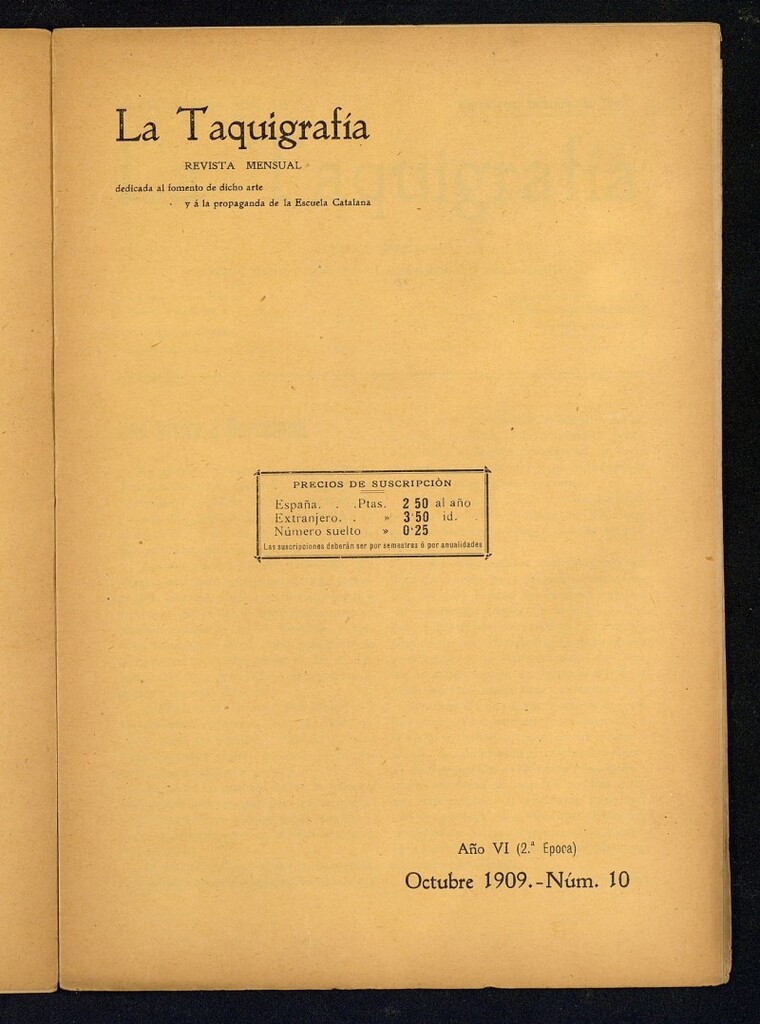 La Taquigrafía
REVISTA MENSUAL
dedicada al fomento de dicho arte
y á la propaganda de la Escuela Catalana
PRECIOS DE SUSCRIPCIÓN
España. . .Ptas. 2 50 al año
Extranjero. . » 3 50 id.
Número suelto » 0'25
Las suscripciones deberán ser por semestres ó por anualidades
Año VI (2.ª Época)
Octubre 1909.-Núm. 10